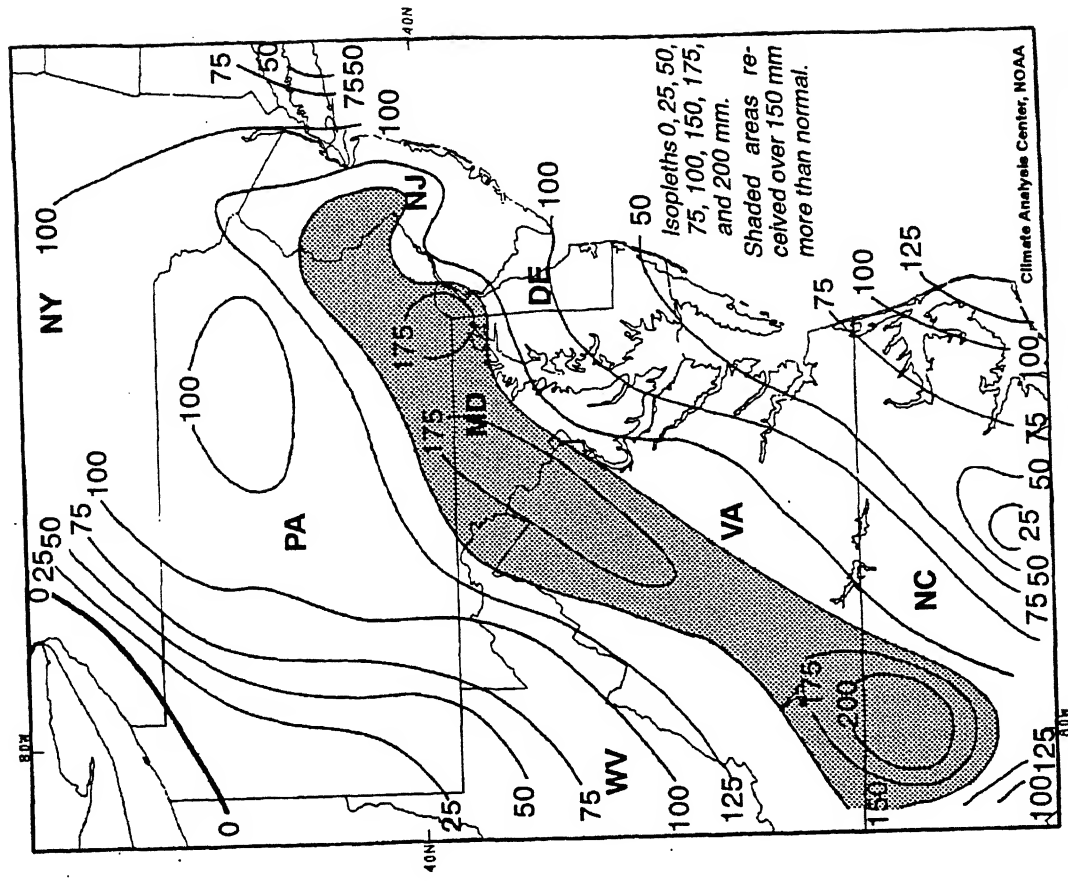 NY
PA
NJ
MD
DE
VA
WV
NC
0
25
50
75
100
100
100
75
50
75
50
100
100
50
75
100
125
175
175
175
200
150
0
25
50
75
100
125
100
125
75
50
25
50
75
100
40N
40N
80W
80W
Isopleths 0, 25, 50,
75, 100, 150, 175,
and 200 mm.
Shaded areas re-
ceived over 150 mm
more than normal.
Climate Analysis Center, NOAA